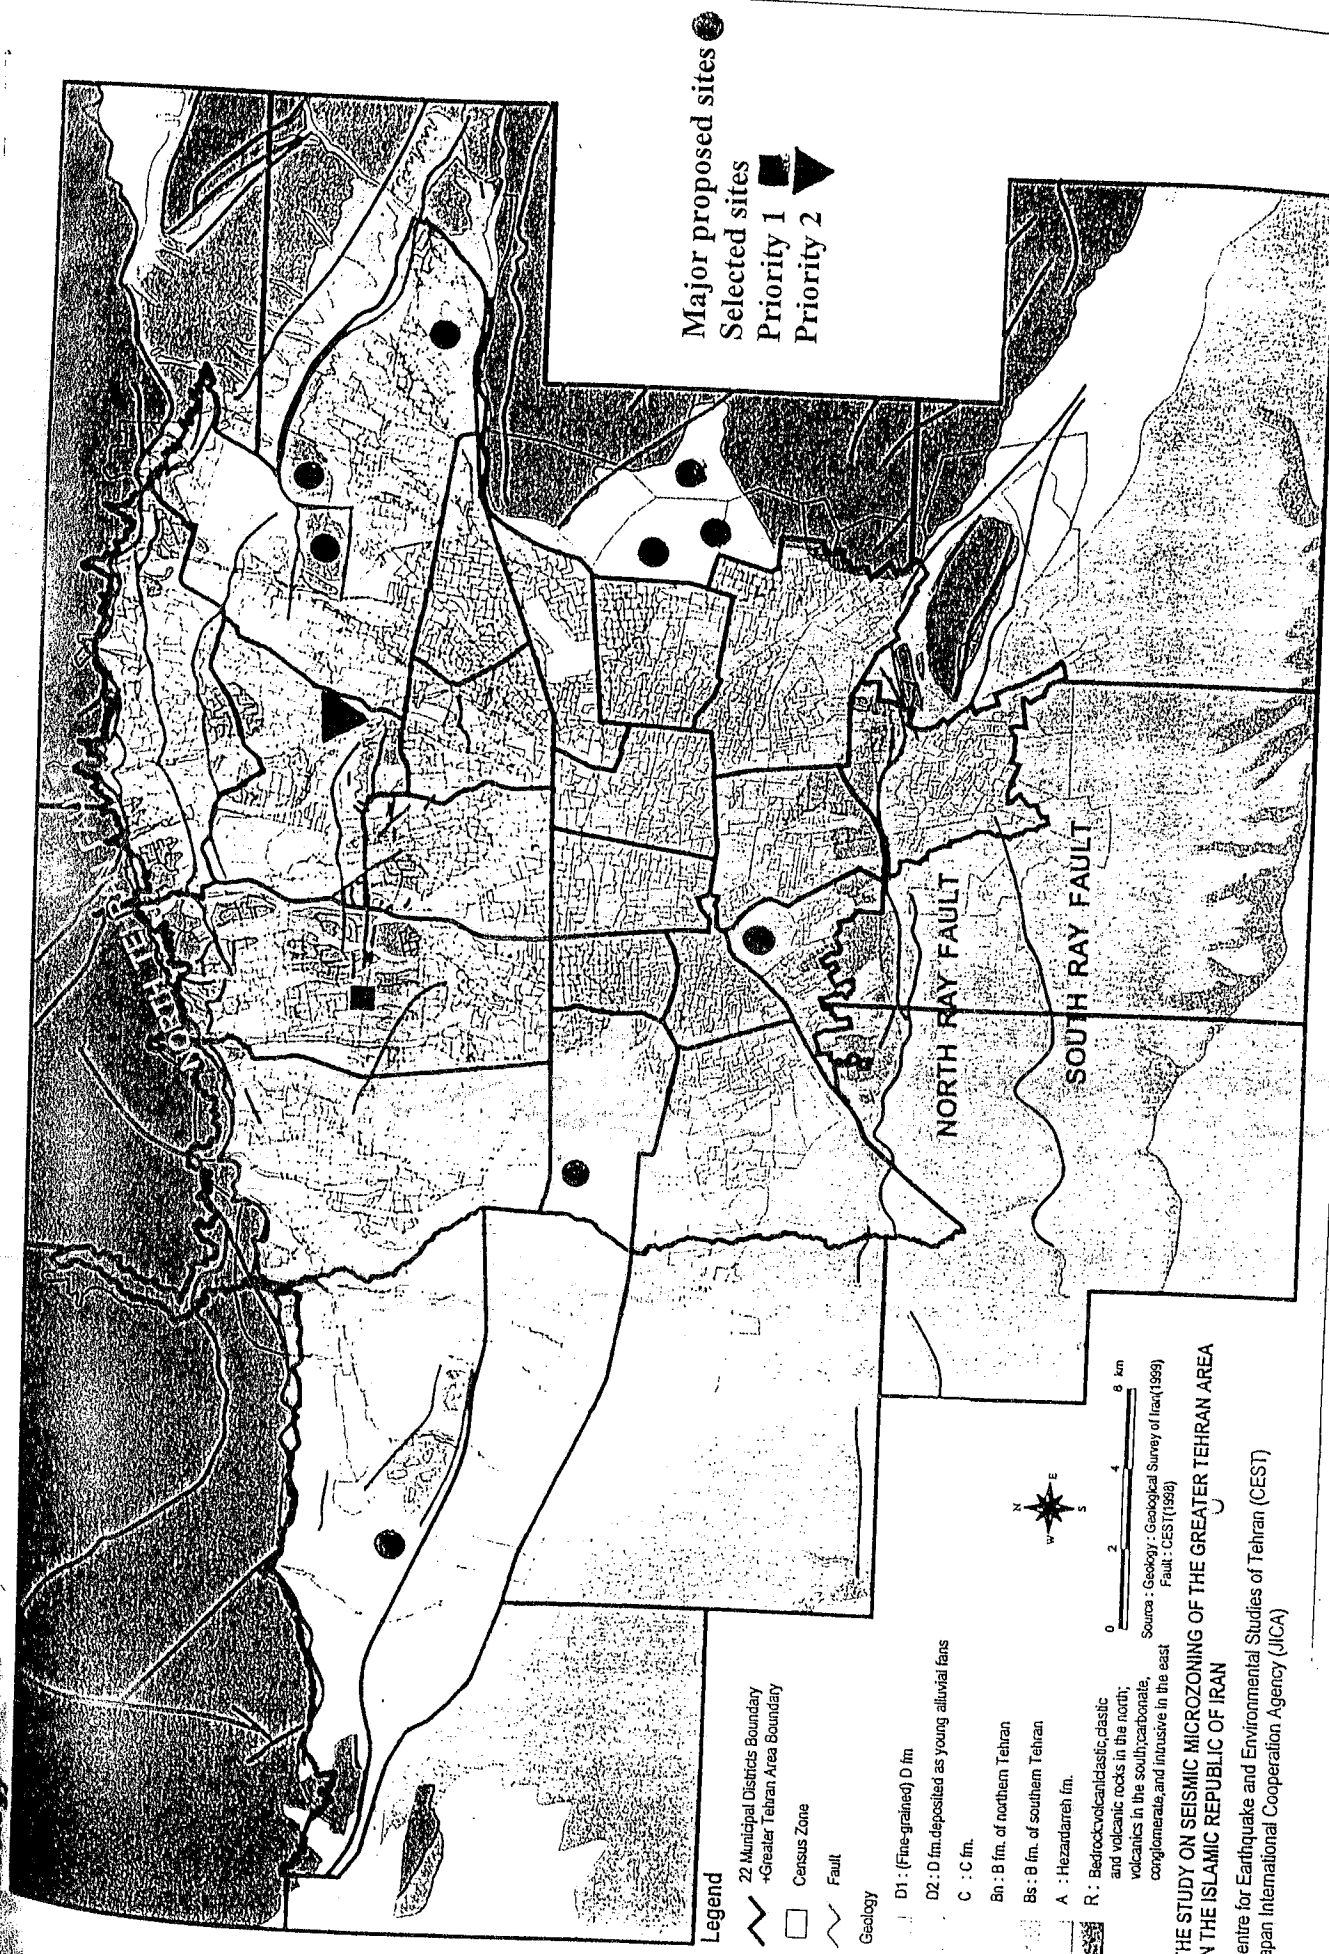 Major proposed sites
Selected sites
Priority 1
Priority 2
NORTH
NORTH RAY FAULT
SOUTH RAY FAULT
Legend
22 Municipal Districts Boundary
+Greater Tehran Area Boundary
Census Zone
Fault
Geology
D1 : (Fine-grained) D fm
D2 : D fm.deposited as young alluvial fans
C : C fm.
Bn : B fm. of northern Tehran
Bs : B fm. of southern Tehran
A : Hezardarreh fm.
R : Bedrock:volcaniclastic,clastic
and volcanic rocks in the north;
volcanics in the south;carbonate,
conglomerate,and intrusive in the east
N
W E
S
0 2 4 8 km
Source : Geology : Geological Survey of Iran(1999)
Fault : CEST(1998)
HE STUDY ON SEISMIC MICROZONING OF THE GREATER TEHRAN AREA
N THE ISLAMIC REPUBLIC OF IRAN
entre for Earthquake and Environmental Studies of Tehran (CEST)
apan International Cooperation Agency (JICA)